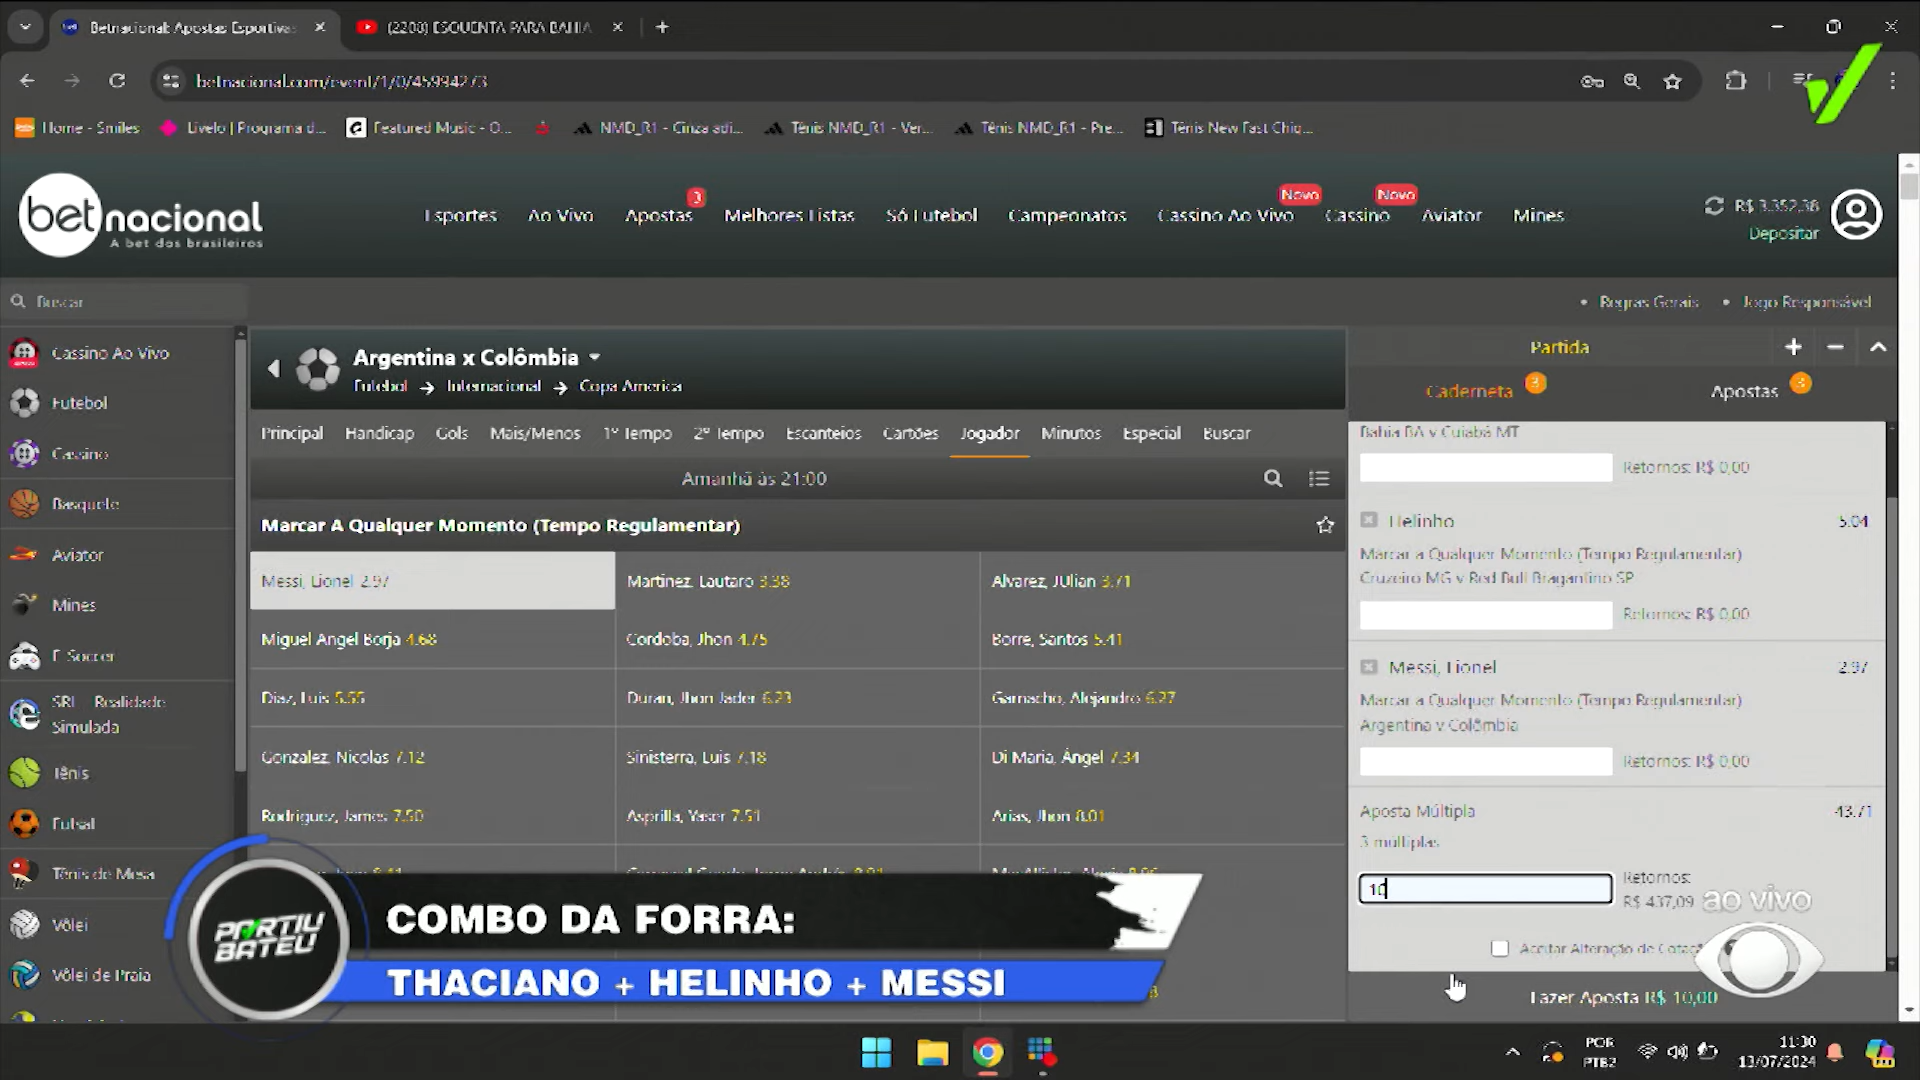 Betnacional: Apostas Esportivas
(2208) ESQUENTA PARA BAHIA
betnacional.com/event/1/0/45994273
Home - Smiles
Livelo | Programa d...
Featured Music - O...
NMD_R1 - Cinza adi...
Tênis NMD_R1 - Ver...
Tênis NMD_R1 - Pre...
Tênis New Fast Chiq...
betnacional
A bet dos brasileiros
Esportes
Ao Vivo
Apostas
3
Melhores Listas
Só Futebol
Campeonatos
Cassino Ao Vivo
Novo
Cassino
Novo
Aviator
Mines
R$ 3.352,38
Depositar
Buscar
• Regras Gerais • Jogo Responsável
Cassino Ao Vivo
Futebol
Cassino
Basquete
Aviator
Mines
E-Soccer
SRL - Realidade
Simulada
Tênis
Futsal
Tênis de Mesa
Vôlei
Vôlei de Praia
Argentina x Colômbia
Futebol → Internacional → Copa America
Principal Handicap Gols Mais/Menos 1º Tempo 2º Tempo Escanteios Cartões Jogador Minutos Especial Buscar
Amanhã às 21:00
Marcar A Qualquer Momento (Tempo Regulamentar)
Messi, Lionel 2.97
Martinez, Lautaro 3.38
Alvarez, JUlian 3.71
Miguel Angel Borja 4.68
Cordoba, Jhon 4.75
Borre, Santos 5.41
Diaz, Luis 5.55
Duran, Jhon Jader 6.23
Garnacho, Alejandro 6.27
Gonzalez, Nicolas 7.12
Sinisterra, Luis 7.18
Di Maria, Ángel 7.34
Rodriguez, James 7.50
Asprilla, Yaser 7.51
Arias, Jhon 8.01
Partida
Caderneta 3
Apostas 3
Bahia BA v Cuiabá MT
Retornos: R$ 0,00
Helinho 5.04
Marcar a Qualquer Momento (Tempo Regulamentar)
Cruzeiro MG v Red Bull Bragantino SP
Retornos: R$ 0,00
Messi, Lionel 2.97
Marcar a Qualquer Momento (Tempo Regulamentar)
Argentina v Colômbia
Retornos: R$ 0,00
Aposta Múltipla 43.71
3 multiplas
10
Retornos:
R$ 437,09
ao vivo
Aceitar Alteração de
Fazer Aposta R$ 10,00
PARTIU
BATEU
COMBO DA FORRA:
THACIANO + HELINHO + MESSI
POR
PTB2
11:30
13/07/2024